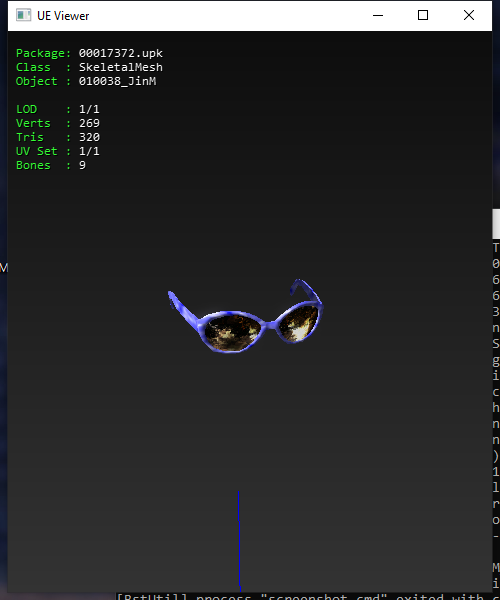 UE Viewer
Package: 00017372.upk
Class : SkeletalMesh
Object : 010038_JinM
LOD : 1/1
Verts : 269
Tris : 320
UV Set : 1/1
Bones : 9
M
T
0
6
6
3
n
S
g
i
c
h
n
n
)
1
l
r
o
-
M
i
[BstUtil] process "screenshot.cmd" exited with c